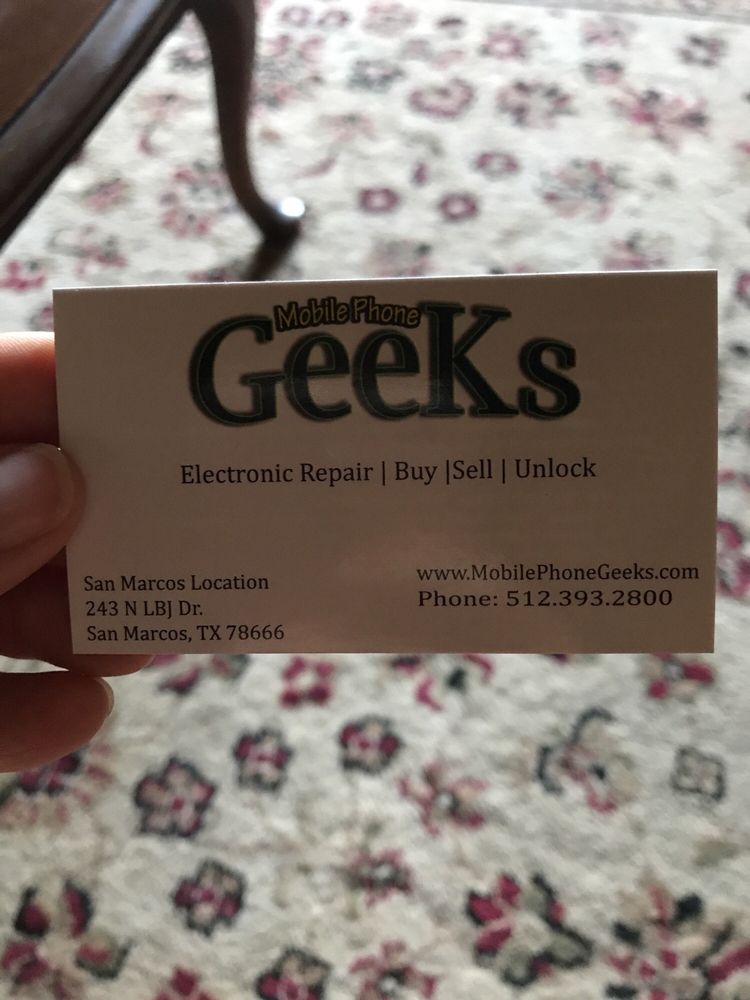 Mobile Phone
GeeKs
Electronic Repair | Buy |Sell | Unlock
San Marcos Location
243 N LBJ Dr.
San Marcos, TX 78666
www.MobilePhoneGeeks.com
Phone: 512.393.2800